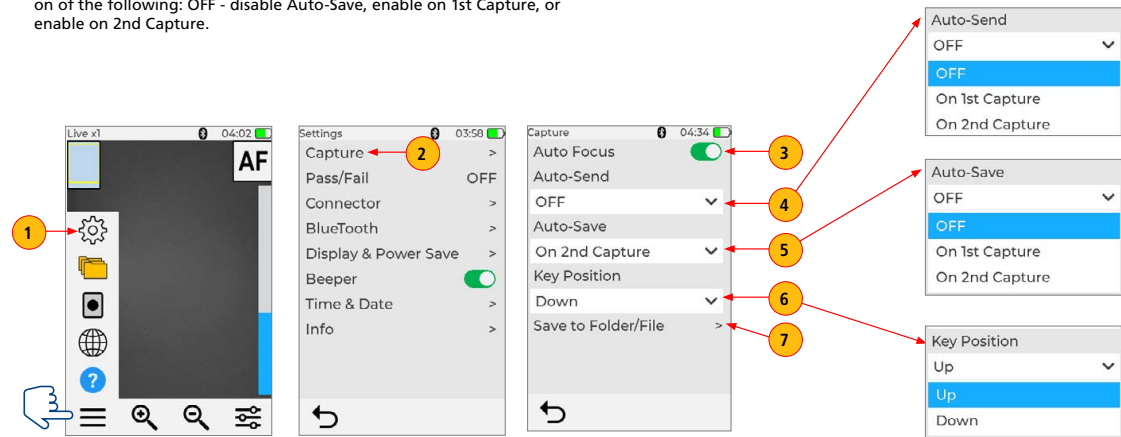 on of the following: OFF - disable Auto-Save, enable on 1st Capture, or
enable on 2nd Capture.
Live x1 04:02
AF
1
?
Settings 03:58
Capture 2 >
Pass/Fail OFF
Connector >
BlueTooth >
Display & Power Save >
Beeper
Time & Date >
Info >
Capture 04:34
Auto Focus 3
Auto-Send
OFF 4
Auto-Save
On 2nd Capture 5
Key Position
Down 6
Save to Folder/File > 7
Auto-Send
OFF
OFF
On 1st Capture
On 2nd Capture
Auto-Save
OFF
OFF
On 1st Capture
On 2nd Capture
Key Position
Up
Up
Down